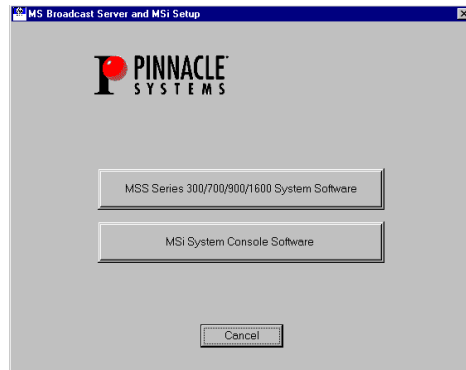 MS Broadcast Server and MSi Setup
PINNACLE
SYSTEMS
MSS Series 300/700/900/1600 System Software
MSi System Console Software
Cancel